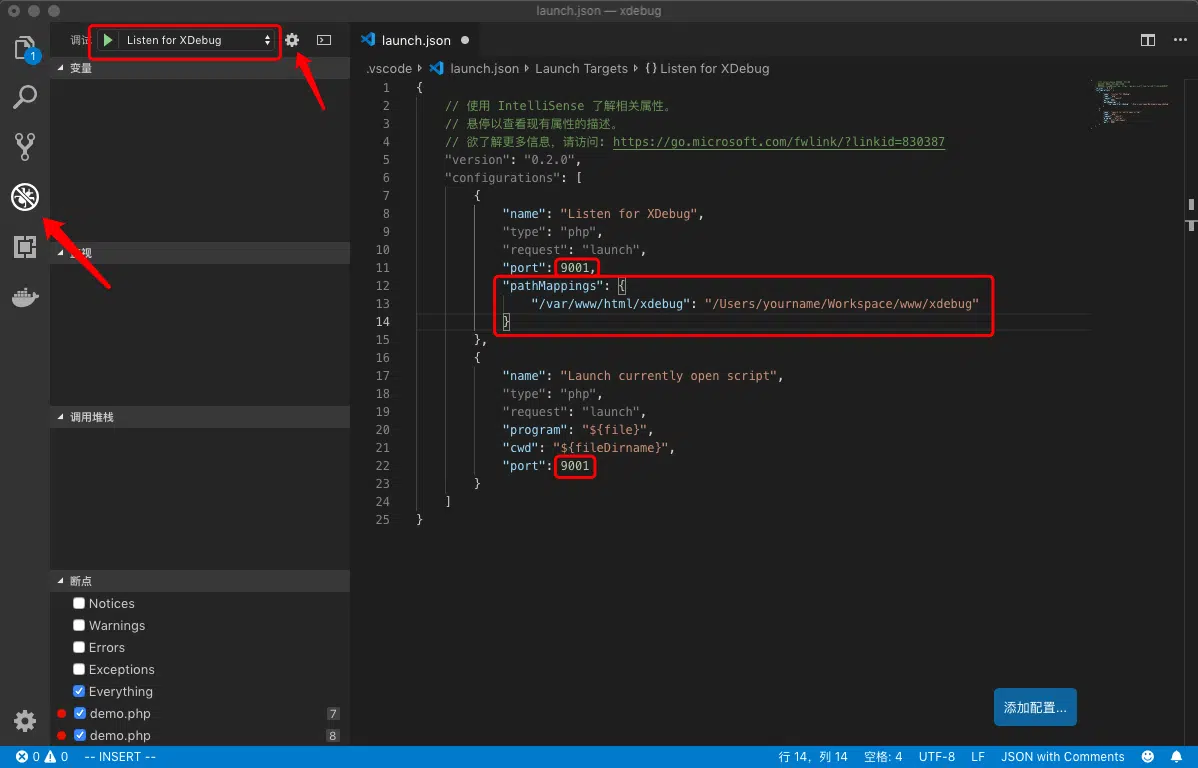 launch.json — xdebug
调试
Listen for XDebug
launch.json
1
变量
.vscode
launch.json
Launch Targets
{} Listen for XDebug
1 {
2 // 使用 IntelliSense 了解相关属性。
3 // 悬停以查看现有属性的描述。
4 // 欲了解更多信息，请访问: https://go.microsoft.com/fwlink/?linkid=830387
5 "version": "0.2.0",
6 "configurations": [
7 {
8 "name": "Listen for XDebug",
9 "type": "php",
10 "request": "launch",
11 "port": 9001,
12 "pathMappings": {
13 "/var/www/html/xdebug": "/Users/yourname/Workspace/www/xdebug"
14 }
15 },
16 {
17 "name": "Launch currently open script",
18 "type": "php",
19 "request": "launch",
20 "program": "${file}",
21 "cwd": "${fileDirname}",
22 "port": 9001
23 }
24 ]
25 }
视
调用堆栈
断点
Notices
Warnings
Errors
Exceptions
Everything
demo.php 7
demo.php 8
添加配置...
0 0 -- INSERT --
行 14，列 14 空格: 4 UTF-8 LF JSON with Comments